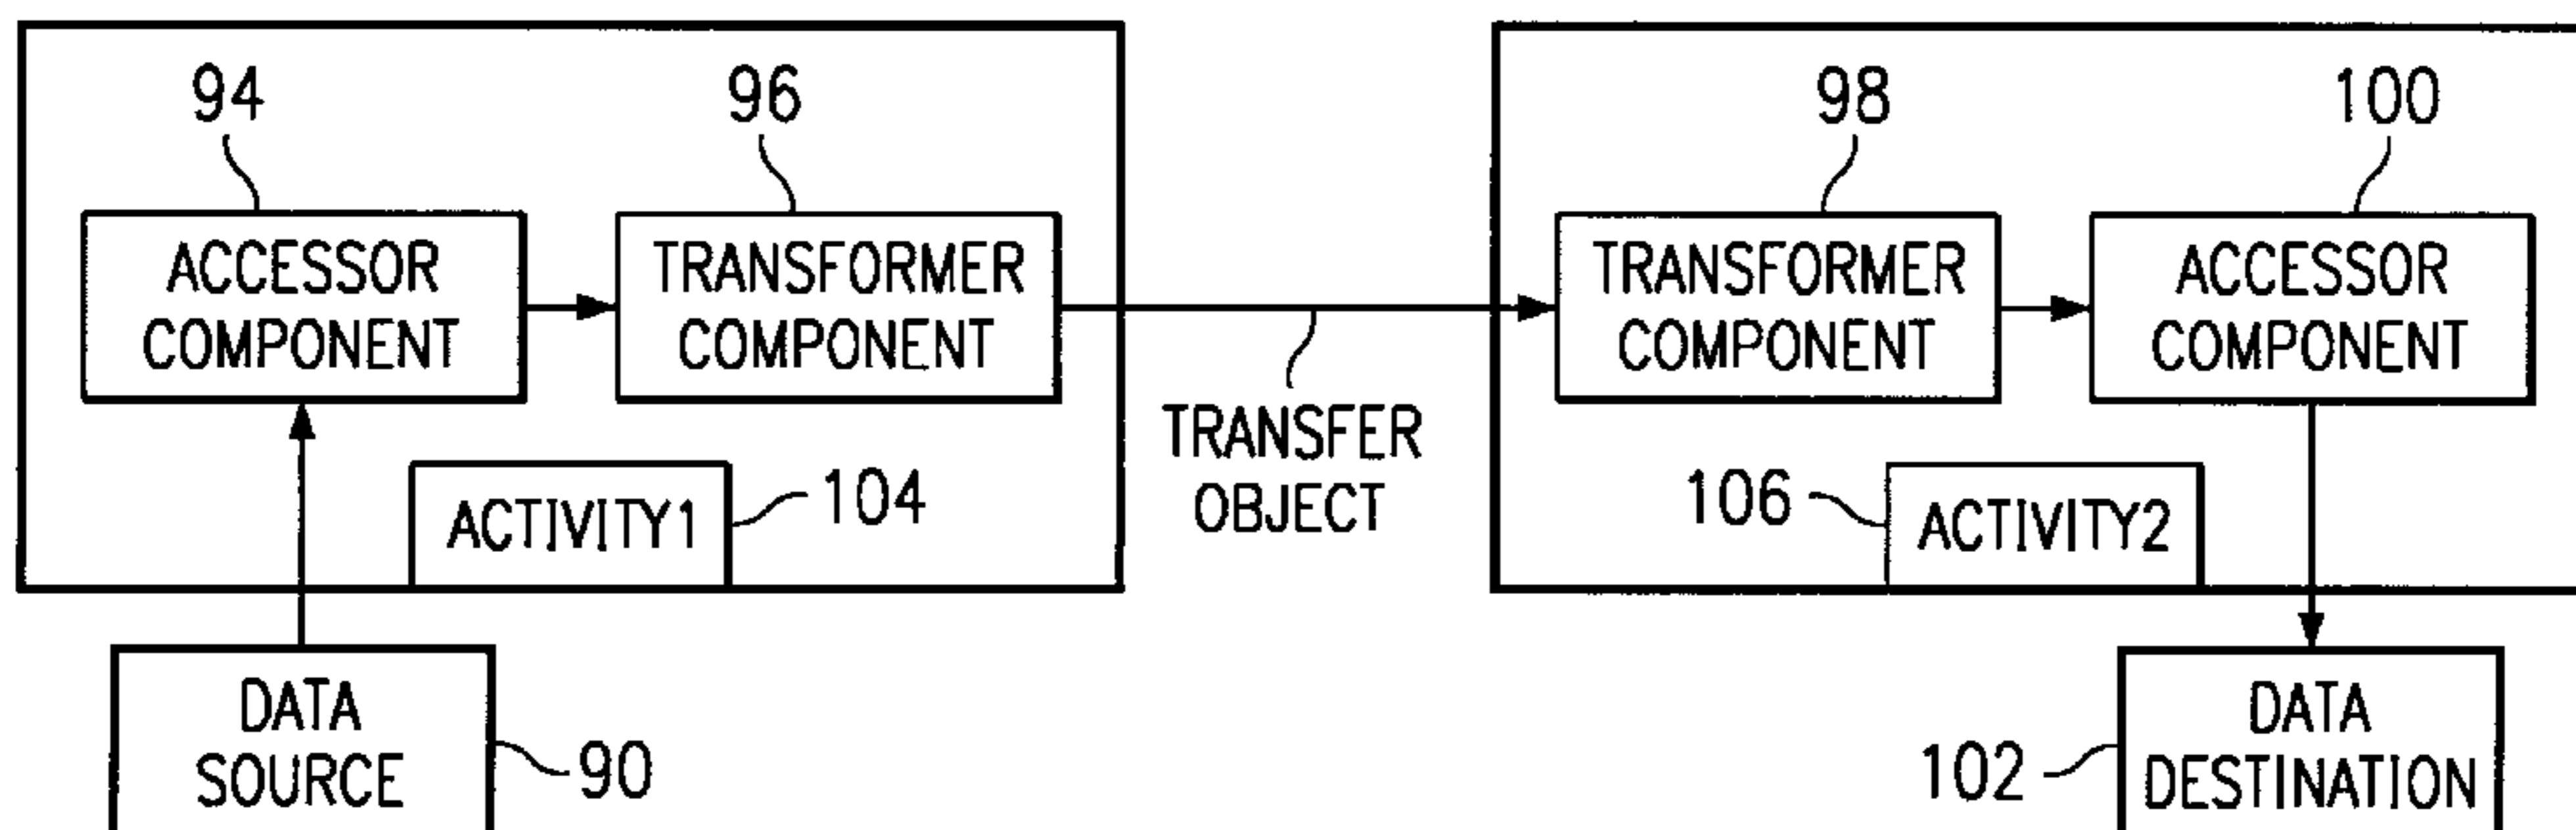 94
96
98
100
ACCESSOR
COMPONENT
TRANSFORMER
COMPONENT
TRANSFORMER
COMPONENT
ACCESSOR
COMPONENT
TRANSFER
OBJECT
ACTIVITY1
104
106
ACTIVITY2
DATA
SOURCE
90
102
DATA
DESTINATION